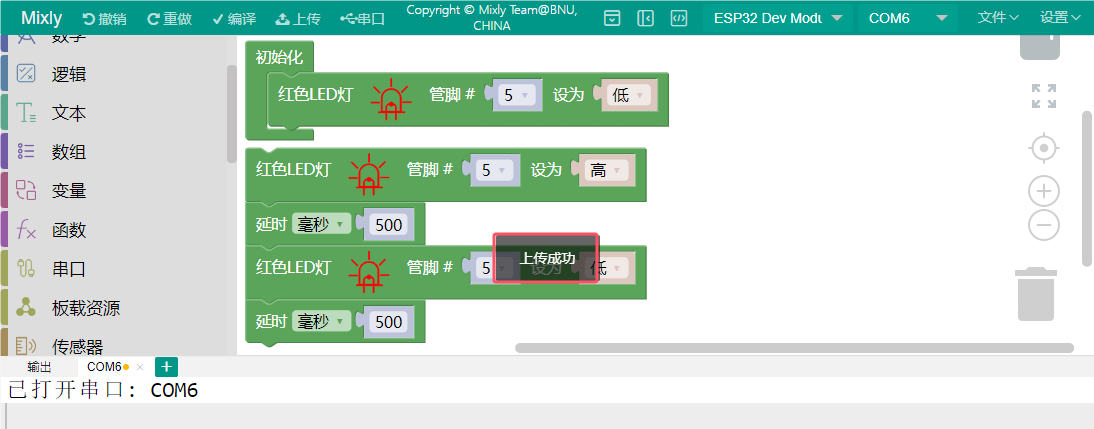 Mixly 撤销 重做 编译 上传 串口 Copyright © Mixly Team@BNU, CHINA ESP32 Dev Modu COM6 文件 设置
数字
逻辑
文本
数组
变量
函数
串口
板载资源
传感器
初始化
红色LED灯 管脚 # 5 设为 低
红色LED灯 管脚 # 5 设为 高
延时 毫秒 500
红色LED灯 管脚 # 5 设为 低
上传成功
延时 毫秒 500
输出 COM6
已打开串口: COM6